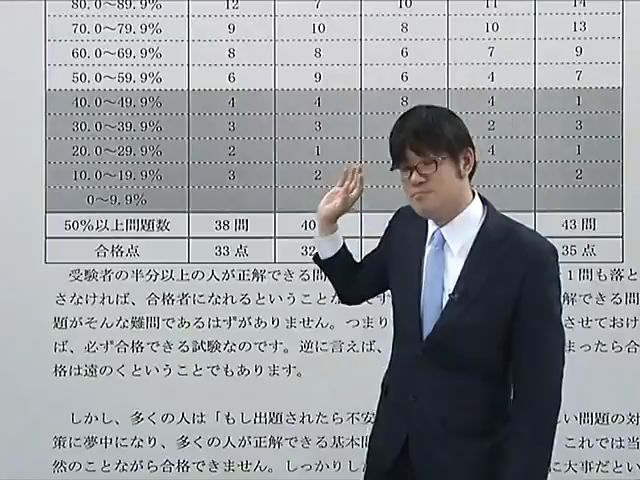 80.0～89.9% 12 7 10 11 14
70.0～79.9% 9 10 8 10 13
60.0～69.9% 8 8 6 7 9
50.0～59.9% 6 9 6 4 7
40.0～49.9% 4 4 8 4 1
30.0～39.9% 3 3 2 3
20.0～29.9% 2 1 4 1
10.0～19.9% 3 2 2
0～9.9%
50%以上問題数 38問 40 43問
合格点 33点 32 35点
受験者の半分以上の人が正解できる問 1問も落と
さなければ、合格者になれるということな です 解できる問
題がそんな難問であるはずがありません。つまり させておけ
ば、必ず合格できる試験なのです。逆に言えば、 まったら合
格は遠のくということでもあります。
しかし、多くの人は「もし出題されたら不安 い問題の対
策に夢中になり、多くの人が正解できる基本問 これでは当
然のことながら合格できません。しっかりし に大事だとい